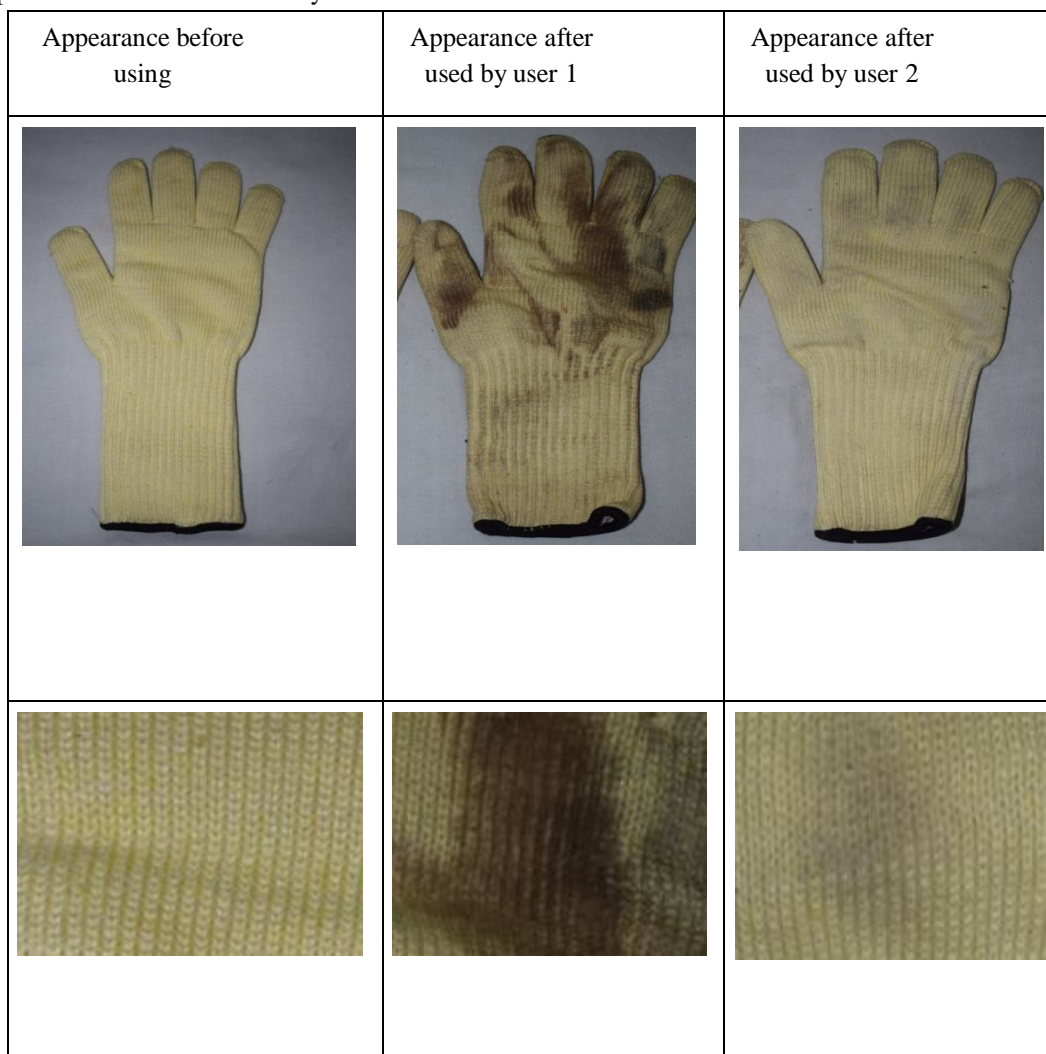 Appearance before
using
Appearance after
used by user 1
Appearance after
used by user 2